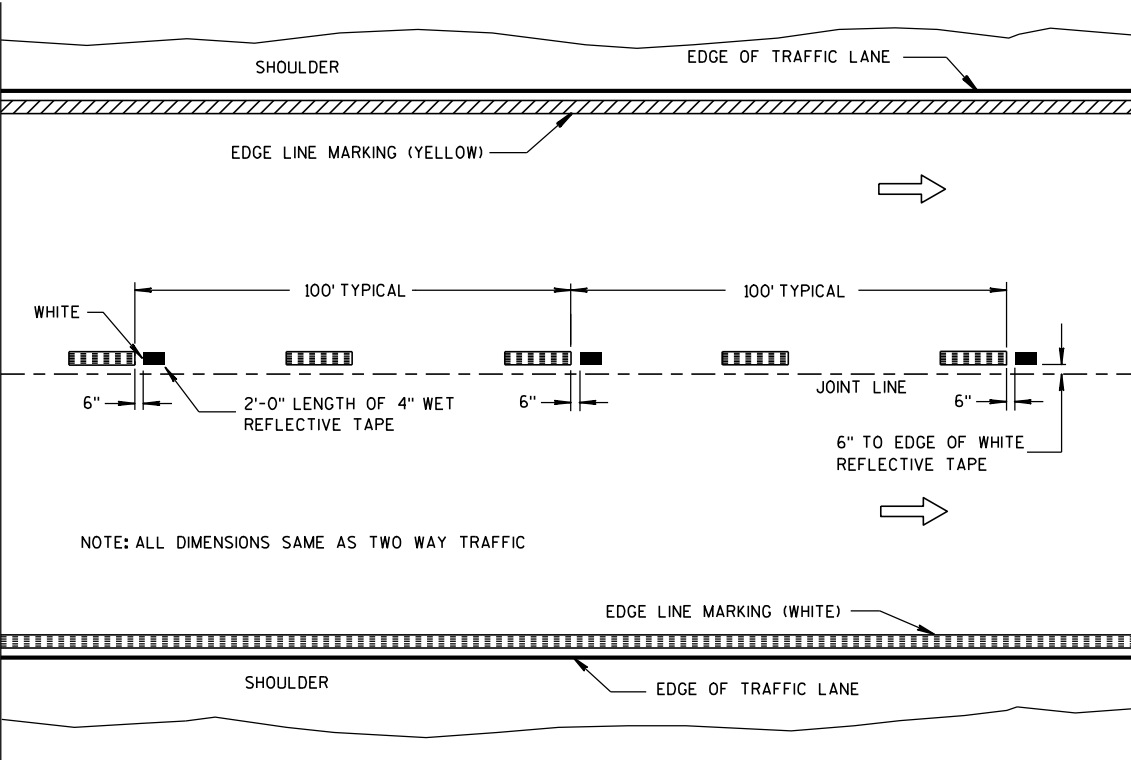 SHOULDER
EDGE OF TRAFFIC LANE
EDGE LINE MARKING (YELLOW)
100' TYPICAL
100' TYPICAL
WHITE
JOINT LINE
6"
2'-0" LENGTH OF 4" WET
REFLECTIVE TAPE
6"
6"
6" TO EDGE OF WHITE
REFLECTIVE TAPE
NOTE: ALL DIMENSIONS SAME AS TWO WAY TRAFFIC
EDGE LINE MARKING (WHITE)
SHOULDER
EDGE OF TRAFFIC LANE